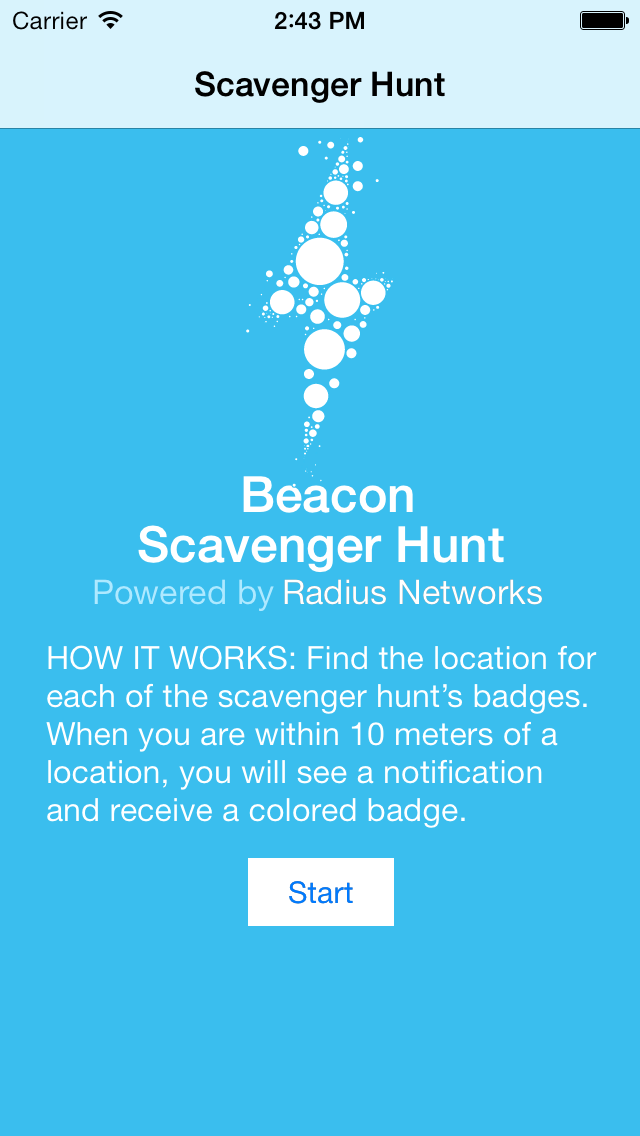 Carrier 2:43 PM
Scavenger Hunt
Beacon
Scavenger Hunt
Powered by Radius Networks
HOW IT WORKS: Find the location for
each of the scavenger hunt’s badges.
When you are within 10 meters of a
location, you will see a notification
and receive a colored badge.
Start